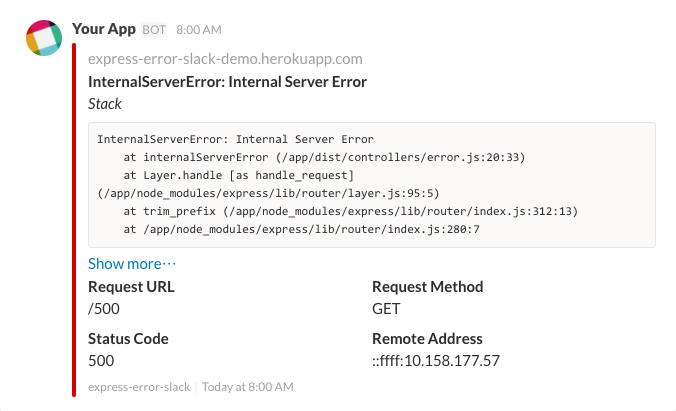 Your App BOT 8:00 AM
express-error-slack-demo.herokuapp.com
InternalServerError: Internal Server Error
Stack
InternalServerError: Internal Server Error
at internalServerError (/app/dist/controllers/error.js:20:33)
at Layer.handle [as handle_request]
(/app/node_modules/express/lib/router/layer.js:95:5)
at trim_prefix (/app/node_modules/express/lib/router/index.js:312:13)
at /app/node_modules/express/lib/router/index.js:280:7
Show more···
Request URL Request Method
/500 GET
Status Code Remote Address
500 ::ffff:10.158.177.57
express-error-slack | Today at 8:00 AM